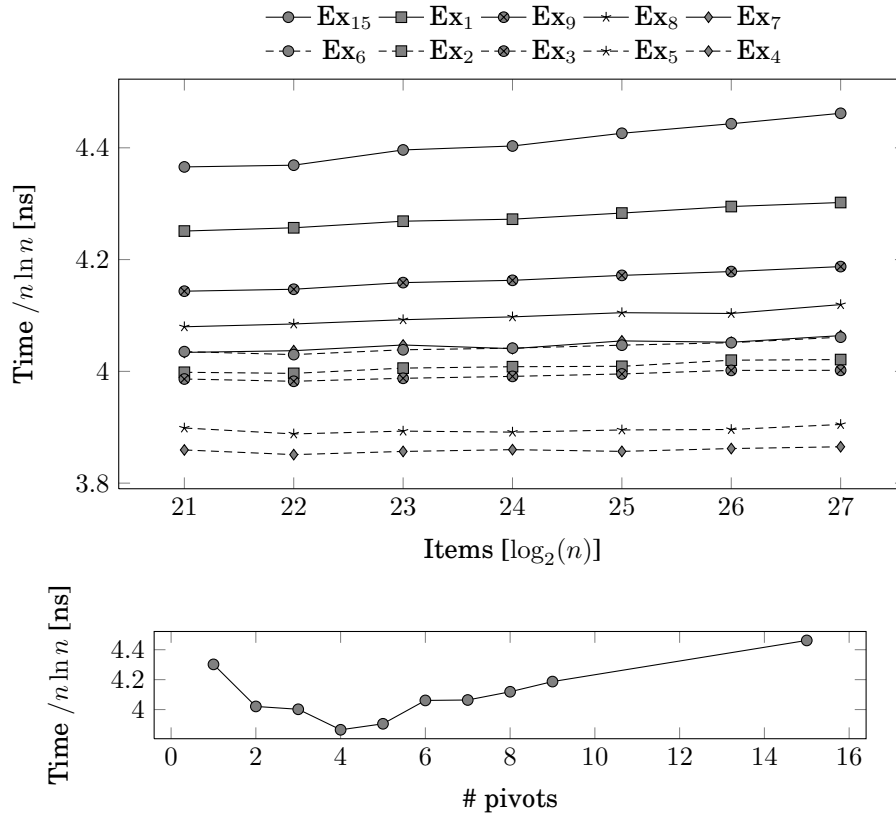 Ex15 Ex1 Ex9 Ex8 Ex7
Ex6 Ex2 Ex3 Ex5 Ex4
Time /n ln n [ns]
4.4
4.2
4
3.8
21 22 23 24 25 26 27
Items [log2(n)]
Time /n ln n [ns]
4.4
4.2
4
0 2 4 6 8 10 12 14 16
# pivots